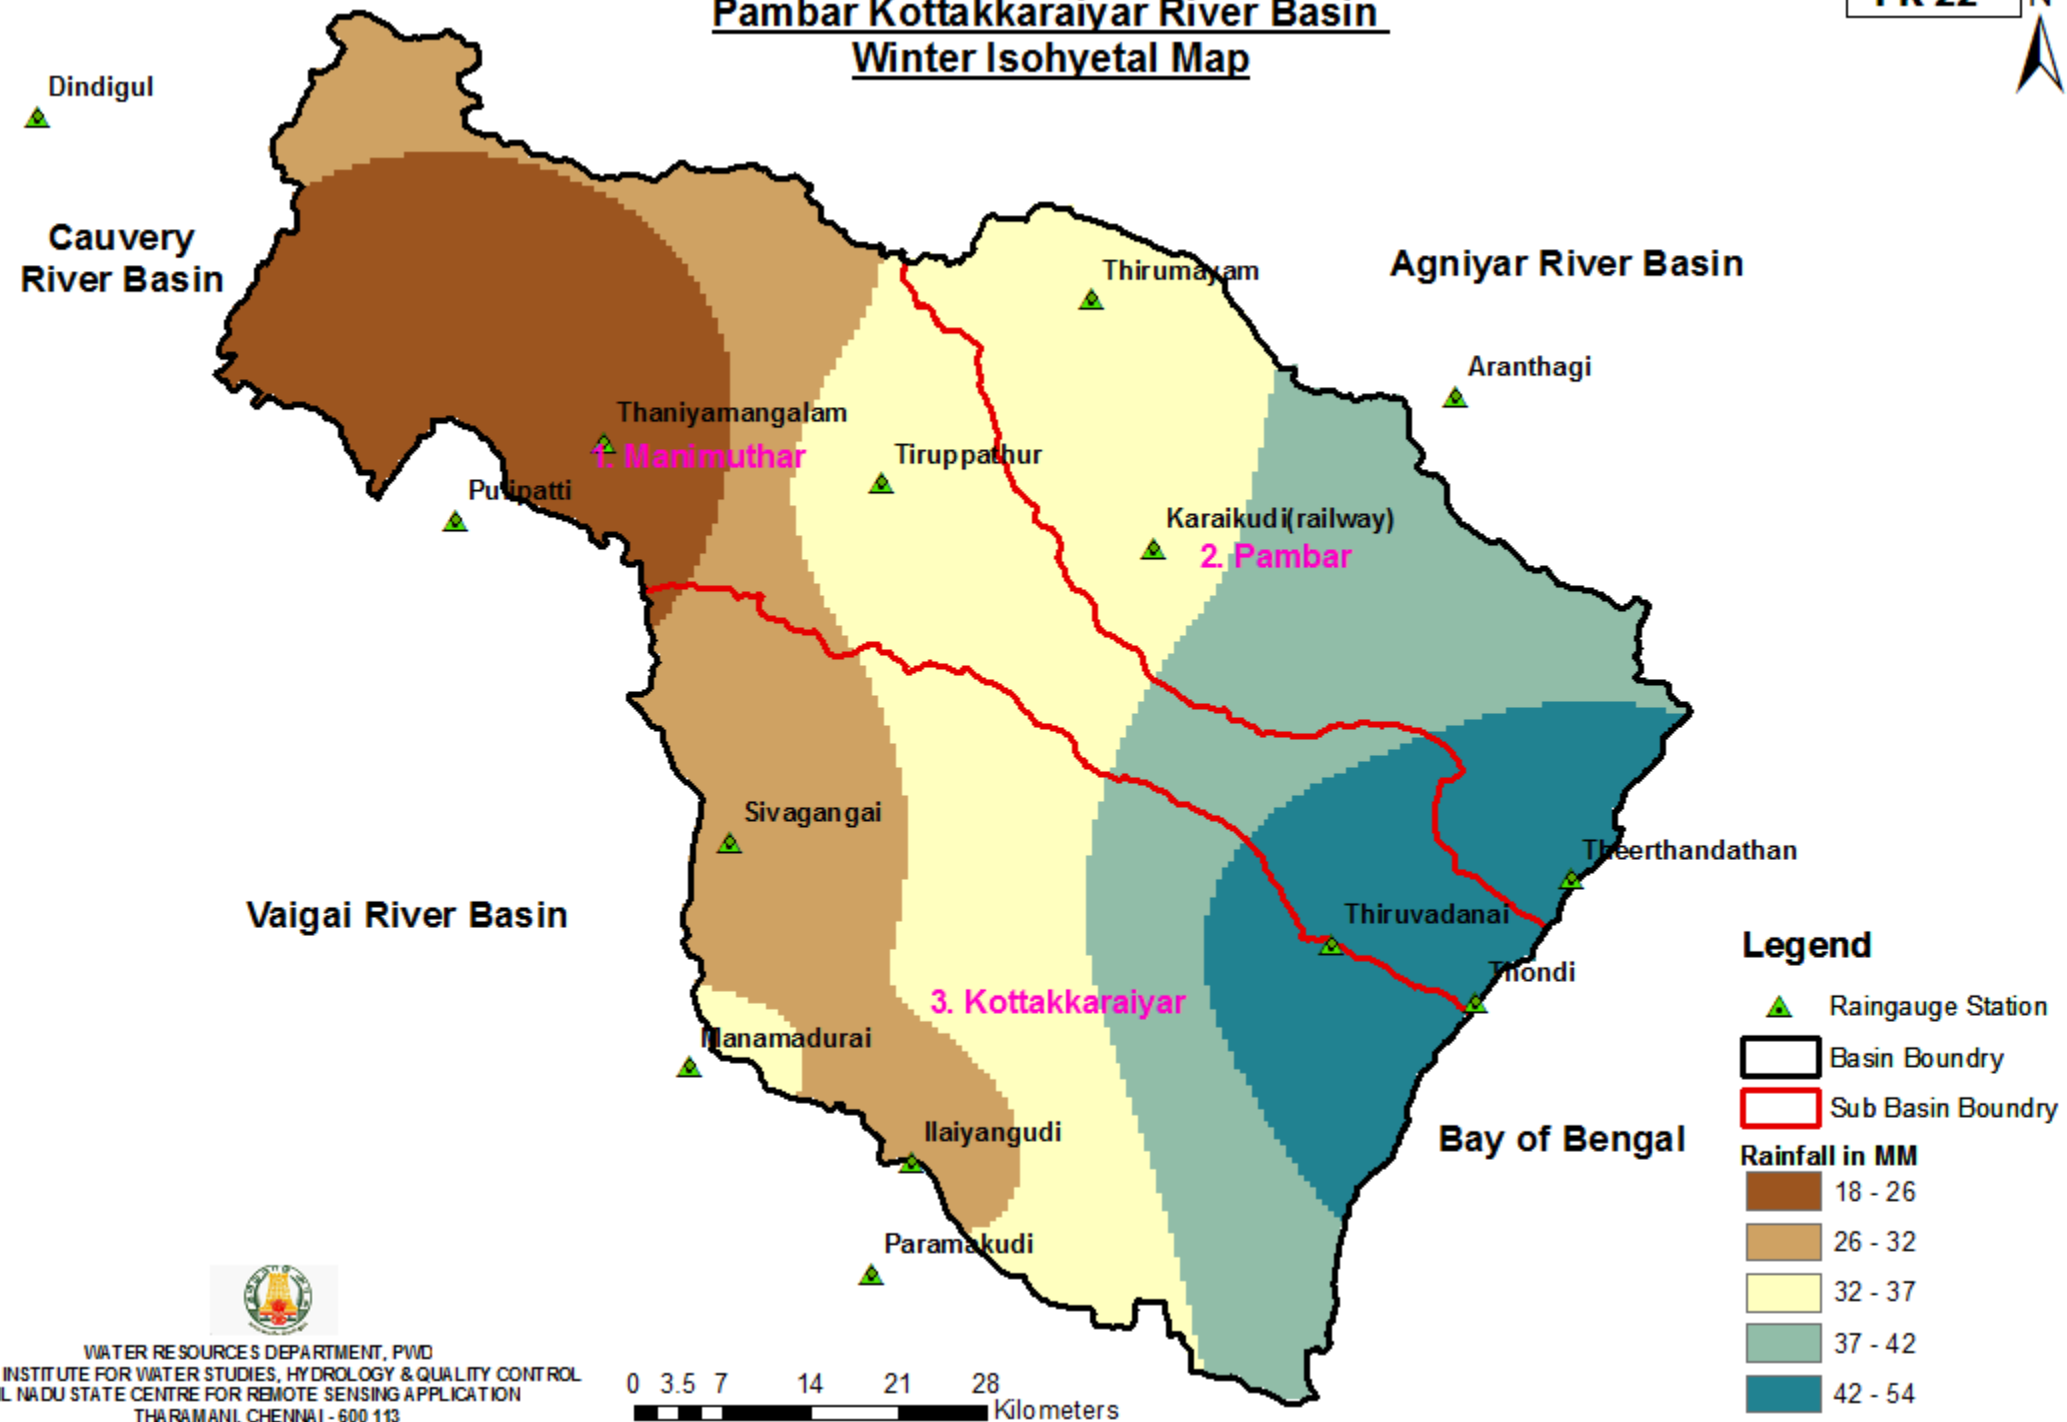 Pambar Kottakkaraiyar River Basin
Winter Isohyetal Map
N
Dindigul
Cauvery
River Basin
Thirumayam
Agniyar River Basin
Aranthagi
Thaniyamangalam
1. Manimuthar
Tiruppathur
Pulipatti
Karaikudi(railway)
2. Pambar
Sivagangai
Theerthandathan
Vaigai River Basin
Thiruvadanai
Thondi
3. Kottakkaraiyar
Manamadurai
Ilaiyangudi
Bay of Bengal
Paramakudi
Legend
Raingauge Station
Basin Boundry
Sub Basin Boundry
Rainfall in MM
18 - 26
26 - 32
32 - 37
37 - 42
42 - 54
WATER RESOURCES DEPARTMENT, PWD
INSTITUTE FOR WATER STUDIES, HYDROLOGY & QUALITY CONTROL
L NADU STATE CENTRE FOR REMOTE SENSING APPLICATION
THARAMANI, CHENNAI - 600 113
0 3.5 7 14 21 28
Kilometers